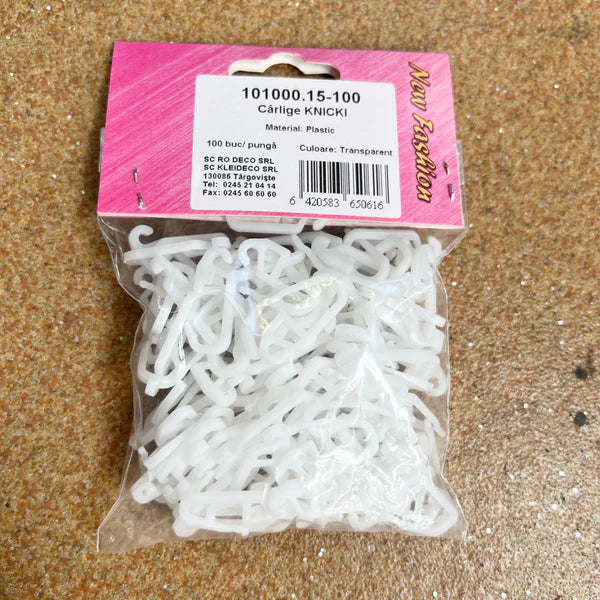 101000.15-100
Cârlige KNICKI
Material: Plastic
100 buc/ pungă
Culoare: Transparent
SC RO DECO SRL
SC KLEIDECO SRL
130086 Târgovişte
Tel: 0245 21 04 14
Fax: 0245 60 60 60
6 420583 650616
New Fashion